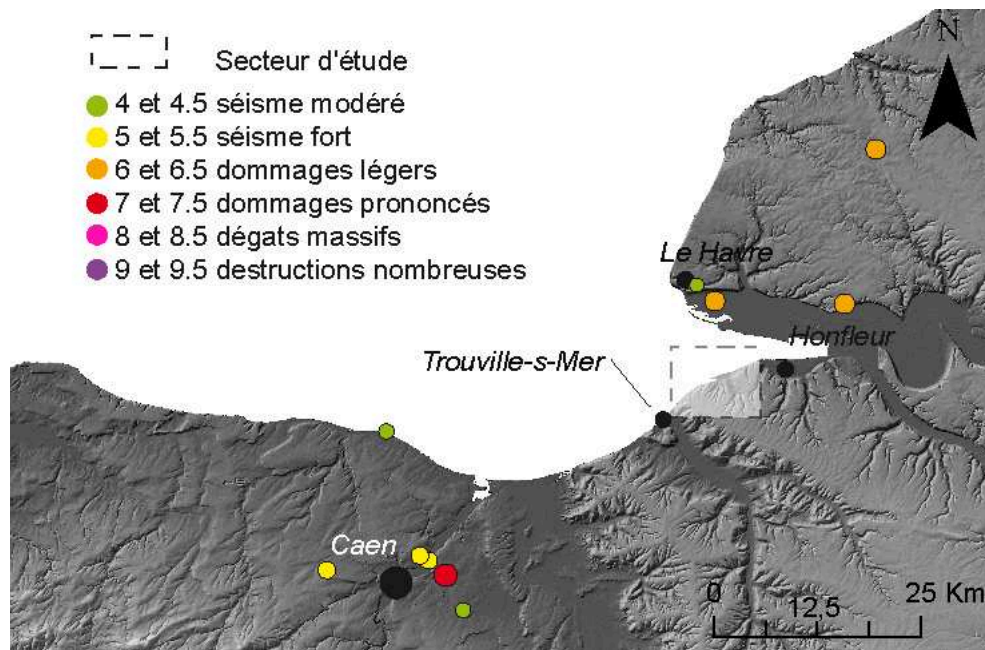 Secteur d'étude
4 et 4.5 séisme modéré
5 et 5.5 séisme fort
6 et 6.5 dommages légers
7 et 7.5 dommages prononcés
8 et 8.5 dégats massifs
9 et 9.5 destructions nombreuses
N
Le Havre
Honfleur
Trouville-s-Mer
Caen
0 12,5 25 Km